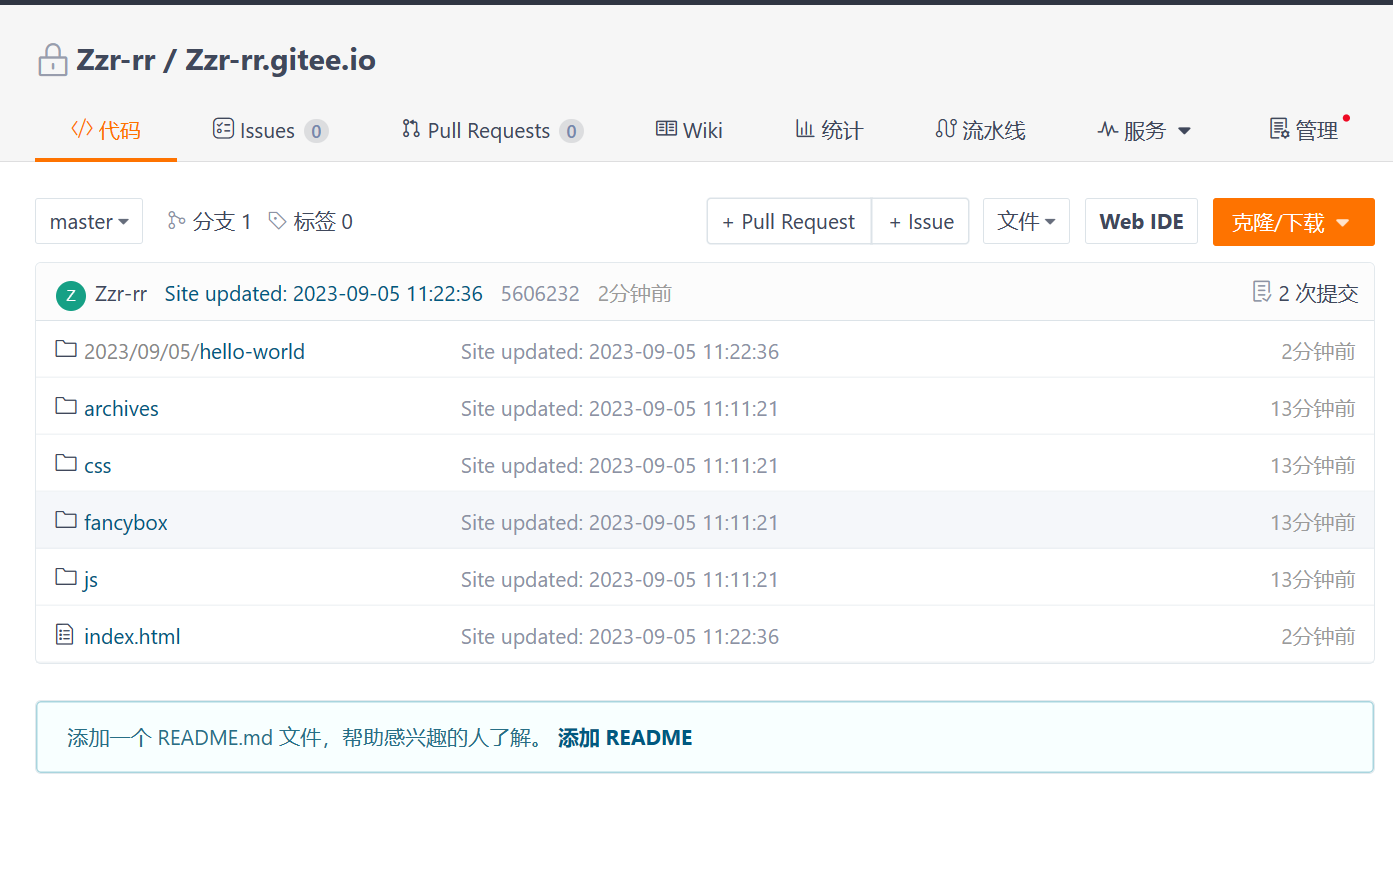 Zzr-rr / Zzr-rr.gitee.io
代码 Issues 0 Pull Requests 0 Wiki 统计 流水线 服务 管理
master 分支 1 标签 0 + Pull Request + Issue 文件 Web IDE 克隆/下载
Z Zzr-rr Site updated: 2023-09-05 11:22:36 5606232 2分钟前 2 次提交
2023/09/05/hello-world Site updated: 2023-09-05 11:22:36 2分钟前
archives Site updated: 2023-09-05 11:11:21 13分钟前
css Site updated: 2023-09-05 11:11:21 13分钟前
fancybox Site updated: 2023-09-05 11:11:21 13分钟前
js Site updated: 2023-09-05 11:11:21 13分钟前
index.html Site updated: 2023-09-05 11:22:36 2分钟前
添加一个 README.md 文件，帮助感兴趣的人了解。 添加 README